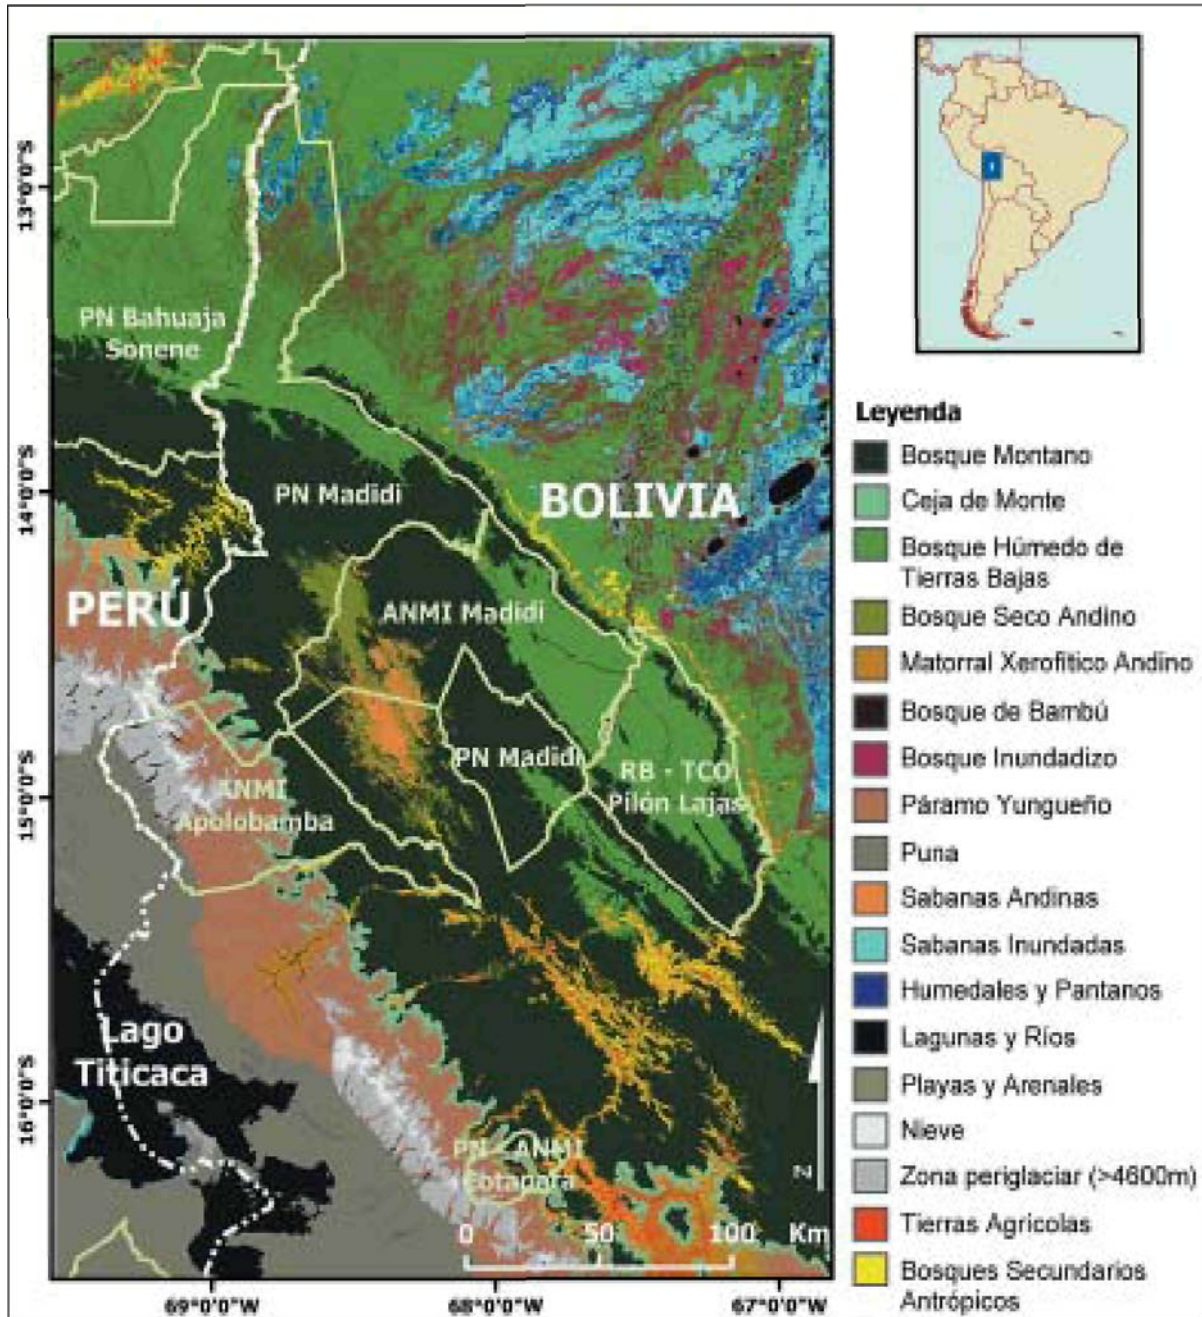 PN Bahuaja
Sonene
PN Madidi
BOLIVIA
PERÚ
ANMI Madidi
PN Madidi
RB - TCO
Pilón Lajas
ANMI
Apolobamba
Lago
Titicaca
PN - ANMI
Cotapata
0 50 100 Km
N
13°0'0"S
14°0'0"S
15°0'0"S
16°0'0"S
69°0'0"W
68°0'0"W
67°0'0"W
Leyenda
Bosque Montano
Ceja de Monte
Bosque Húmedo de
Tierras Bajas
Bosque Seco Andino
Matorral Xerofítico Andino
Bosque de Bambú
Bosque Inundadizo
Páramo Yungueño
Puna
Sabanas Andinas
Sabanas Inundadas
Humedales y Pantanos
Lagunas y Ríos
Playas y Arenales
Nieve
Zona periglaciar (>4600m)
Tierras Agricolas
Bosques Secundarios
Antrópicos